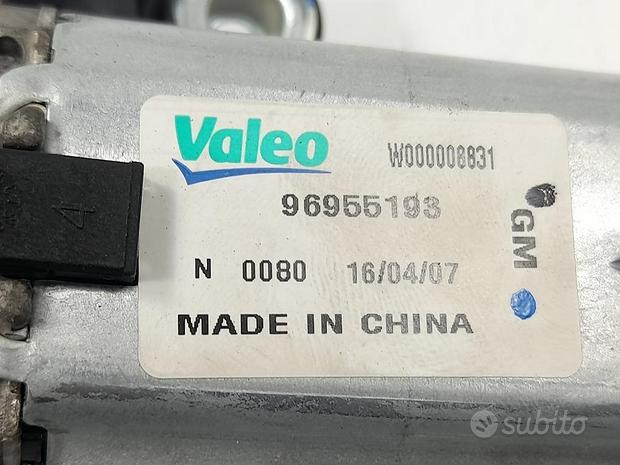 Valeo
W000008831
96955193
GM
N 0080 16/04/07
MADE IN CHINA
4
subito